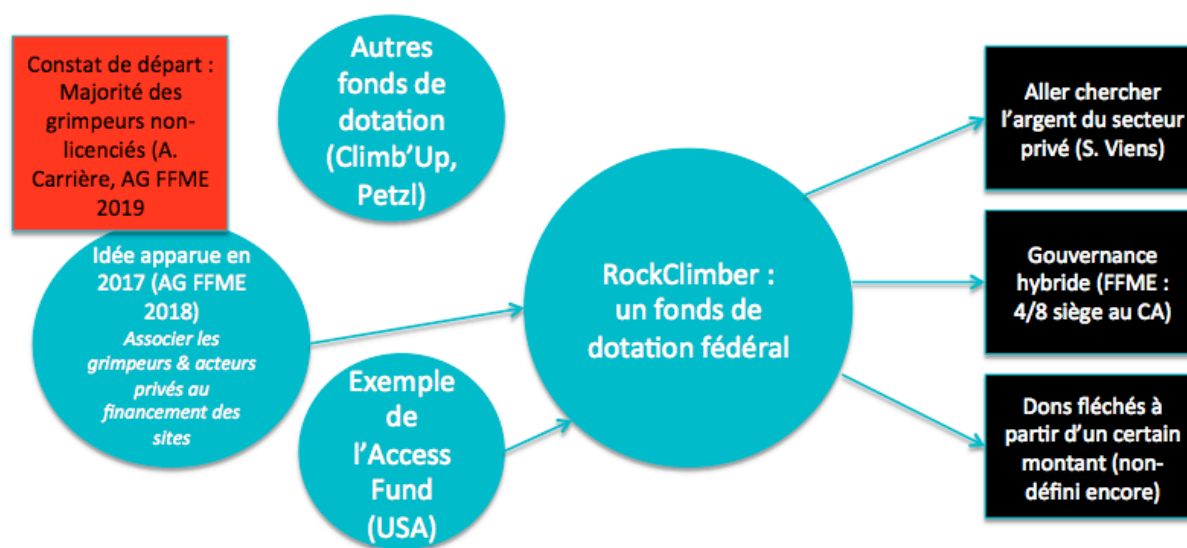 Constat de départ :
Majorité des
grimpeurs non-
licenciés (A.
Carrière, AG FFME
2019
Idée apparue en
2017 (AG FFME
2018)
Associer les
grimpeurs & acteurs
privés au
financement des
sites
Autres
fonds de
dotation
(Climb'Up,
Petzl)
Exemple
de
l'Access
Fund
(USA)
RockClimber :
un fonds de
dotation fédéral
Aller chercher
l'argent du secteur
privé (S. Viens)
Gouvernance
hybride (FFME :
4/8 siège au CA)
Dons fléchés à
partir d'un certain
montant (non-
défini encore)